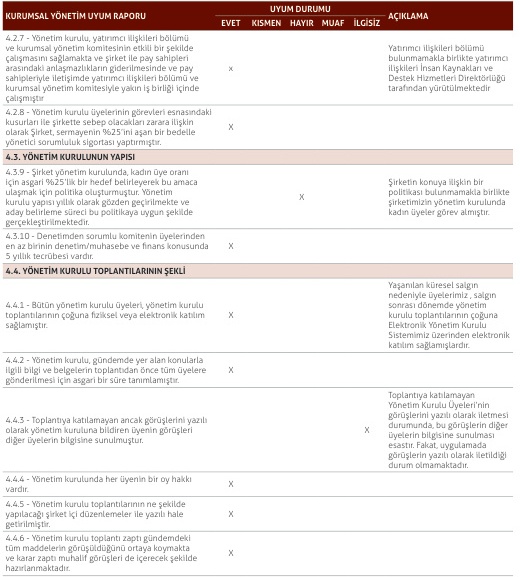 KURUMSAL YÖNETİM UYUM RAPORU
UYUM DURUMU
EVET KISMEN HAYIR MUAF İLGİSİZ
AÇIKLAMA
4.2.7 - Yönetim kurulu, yatırımcı ilişkileri bölümü
ve kurumsal yönetim komitesinin etkili bir şekilde
çalışmasını sağlamakta ve şirket ile pay sahipleri
arasındaki anlaşmazlıkların giderilmesinde ve pay
sahipleriyle iletişimde yatırımcı ilişkileri bölümü ve
kurumsal yönetim komitesiyle yakın iş birliği içinde
çalışmıştır
x
Yatırımcı ilişkileri bölümü
bulunmamakla birlikte yatırımcı
ilişkileri İnsan Kaynakları ve
Destek Hizmetleri Direktörlüğü
tarafından yürütülmektedir
4.2.8 - Yönetim kurulu üyelerinin görevleri esnasındaki
kusurları ile şirkette sebep olacakları zarara ilişkin
olarak Şirket, sermayenin %25'ini aşan bir bedelle
yönetici sorumluluk sigortası yaptırmıştır.
X
4.3. YÖNETİM KURULUNUN YAPISI
4.3.9 - Şirket yönetim kurulunda, kadın üye oranı
için asgari %25'lik bir hedef belirleyerek bu amaca
ulaşmak için politika oluşturmuştur. Yönetim
kurulu yapısı yıllık olarak gözden geçirilmekte ve
aday belirleme süreci bu politikaya uygun şekilde
gerçekleştirilmektedir.
X
Şirketin konuya ilişkin bir
politikası bulunmamakla birlikte
şirketimizin yönetim kurulunda
kadın üyeler görev almıştır.
4.3.10 - Denetimden sorumlu komitenin üyelerinden
en az birinin denetim/muhasebe ve finans konusunda
5 yıllık tecrübesi vardır.
X
4.4. YÖNETİM KURULU TOPLANTILARININ ŞEKLİ
4.4.1 - Bütün yönetim kurulu üyeleri, yönetim kurulu
toplantılarının çoğuna fiziksel veya elektronik katılım
sağlamıştır.
X
Yaşanılan küresel salgın
nedeniyle üyelerimiz , salgın
sonrası dönemde yönetim
kurulu toplantılarının çoğuna
Elektronik Yönetim Kurulu
Sistemimiz üzerinden elektronik
katılım sağlamışlardır.
4.4.2 - Yönetim kurulu, gündemde yer alan konularla
ilgili bilgi ve belgelerin toplantıdan önce tüm üyelere
gönderilmesi için asgari bir süre tanımlamıştır.
X
4.4.3 - Toplantıya katılamayan ancak görüşlerini yazılı
olarak yönetim kuruluna bildiren üyenin görüşleri
diğer üyelerin bilgisine sunulmuştur.
X
Toplantıya katılamayan
Yönetim Kurulu Üyeleri'nin
görüşlerini yazılı olarak iletmesi
durumunda, bu görüşlerin diğer
üyelerin bilgisine sunulması
esastır. Fakat, uygulamada
görüşlerin yazılı olarak iletildiği
durum olmamaktadır.
4.4.4 - Yönetim kurulunda her üyenin bir oy hakkı
vardır.
X
4.4.5 - Yönetim kurulu toplantılarının ne şekilde
yapılacağı şirket içi düzenlemeler ile yazılı hale
getirilmiştir.
X
4.4.6 - Yönetim kurulu toplantı zaptı gündemdeki
tüm maddelerin görüşüldüğünü ortaya koymakta
ve karar zaptı muhalif görüşleri de içerecek şekilde
hazırlanmaktadır.
X